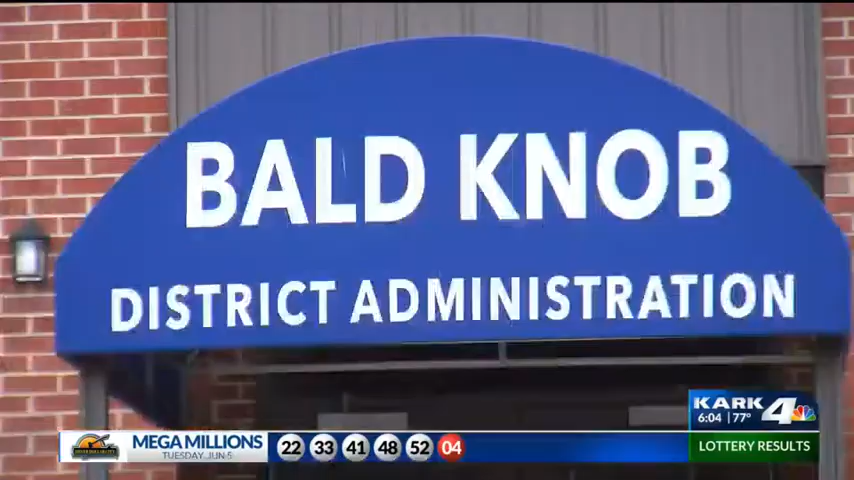 BALD KNOB
DISTRICT ADMINISTRATION
KARK 4
6:04 77°
MEGA MILLIONS
TUESDAY, JUN 5
22 33 41 48 52 04
LOTTERY RESULTS